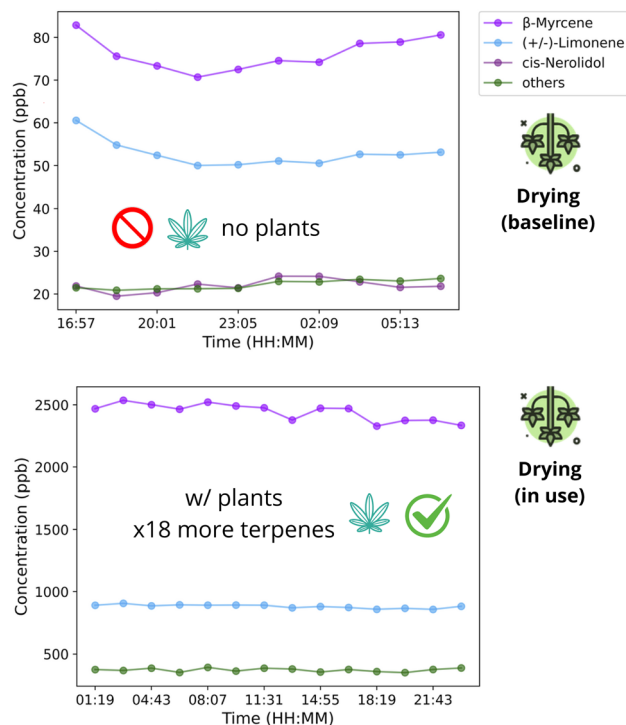 β-Myrcene
(+/-)-Limonene
cis-Nerolidol
others
Concentration (ppb)
80
70
60
50
40
30
20
no plants
16:57
20:01
23:05
02:09
05:13
Time (HH:MM)
Drying
(baseline)
Concentration (ppb)
2500
2000
1500
1000
500
w/ plants
x18 more terpenes
01:19
04:43
08:07
11:31
14:55
18:19
21:43
Time (HH:MM)
Drying
(in use)